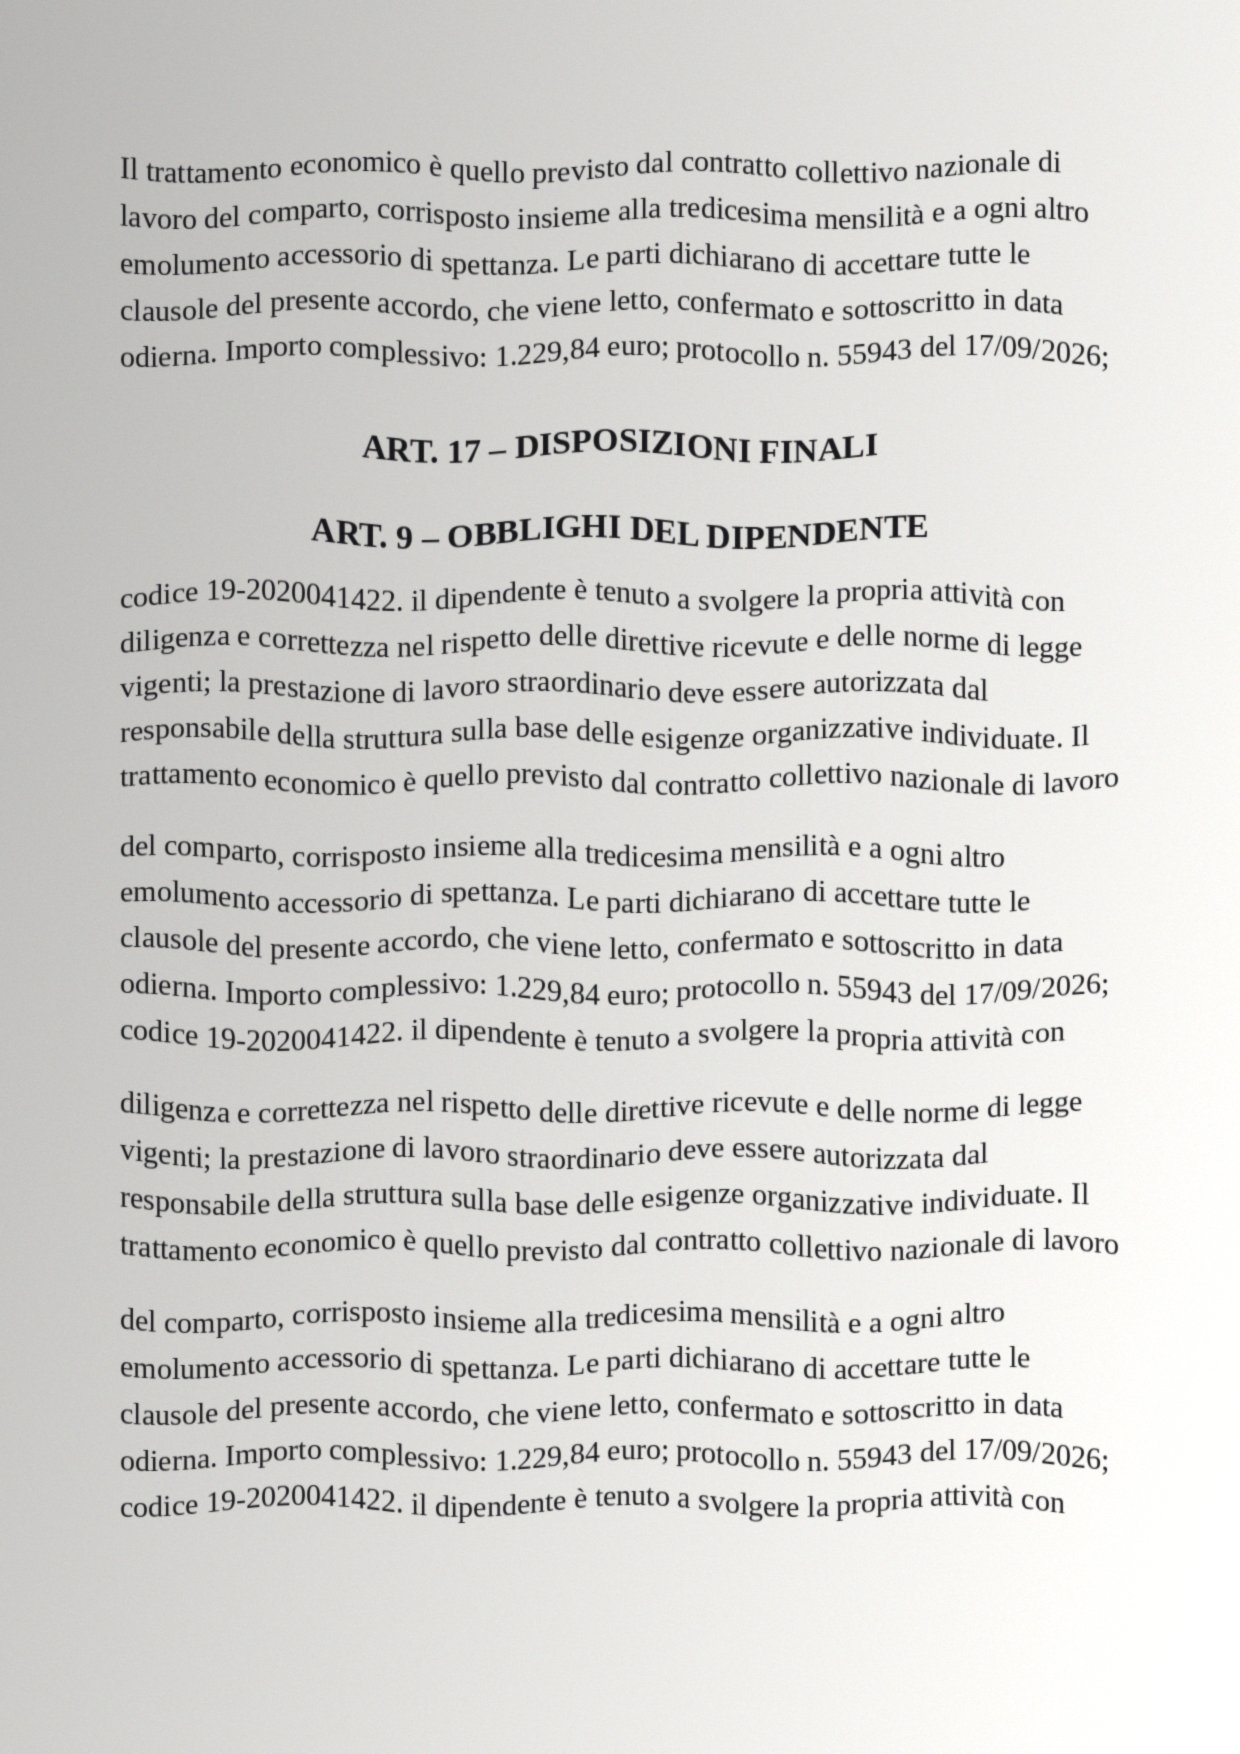 Il trattamento economico è quello previsto dal contratto collettivo nazionale di
lavoro del comparto, corrisposto insieme alla tredicesima mensilità e a ogni altro
emolumento accessorio di spettanza. Le parti dichiarano di accettare tutte le
clausole del presente accordo, che viene letto, confermato e sottoscritto in data
odierna. Importo complessivo: 1.229,84 euro; protocollo n. 55943 del 17/09/2026;
ART. 17 – DISPOSIZIONI FINALI
ART. 9 – OBBLIGHI DEL DIPENDENTE
codice 19-2020041422. il dipendente è tenuto a svolgere la propria attività con
diligenza e correttezza nel rispetto delle direttive ricevute e delle norme di legge
vigenti; la prestazione di lavoro straordinario deve essere autorizzata dal
responsabile della struttura sulla base delle esigenze organizzative individuate. Il
trattamento economico è quello previsto dal contratto collettivo nazionale di lavoro
del comparto, corrisposto insieme alla tredicesima mensilità e a ogni altro
emolumento accessorio di spettanza. Le parti dichiarano di accettare tutte le
clausole del presente accordo, che viene letto, confermato e sottoscritto in data
odierna. Importo complessivo: 1.229,84 euro; protocollo n. 55943 del 17/09/2026;
codice 19-2020041422. il dipendente è tenuto a svolgere la propria attività con
diligenza e correttezza nel rispetto delle direttive ricevute e delle norme di legge
vigenti; la prestazione di lavoro straordinario deve essere autorizzata dal
responsabile della struttura sulla base delle esigenze organizzative individuate. Il
trattamento economico è quello previsto dal contratto collettivo nazionale di lavoro
del comparto, corrisposto insieme alla tredicesima mensilità e a ogni altro
emolumento accessorio di spettanza. Le parti dichiarano di accettare tutte le
clausole del presente accordo, che viene letto, confermato e sottoscritto in data
odierna. Importo complessivo: 1.229,84 euro; protocollo n. 55943 del 17/09/2026;
codice 19-2020041422. il dipendente è tenuto a svolgere la propria attività con